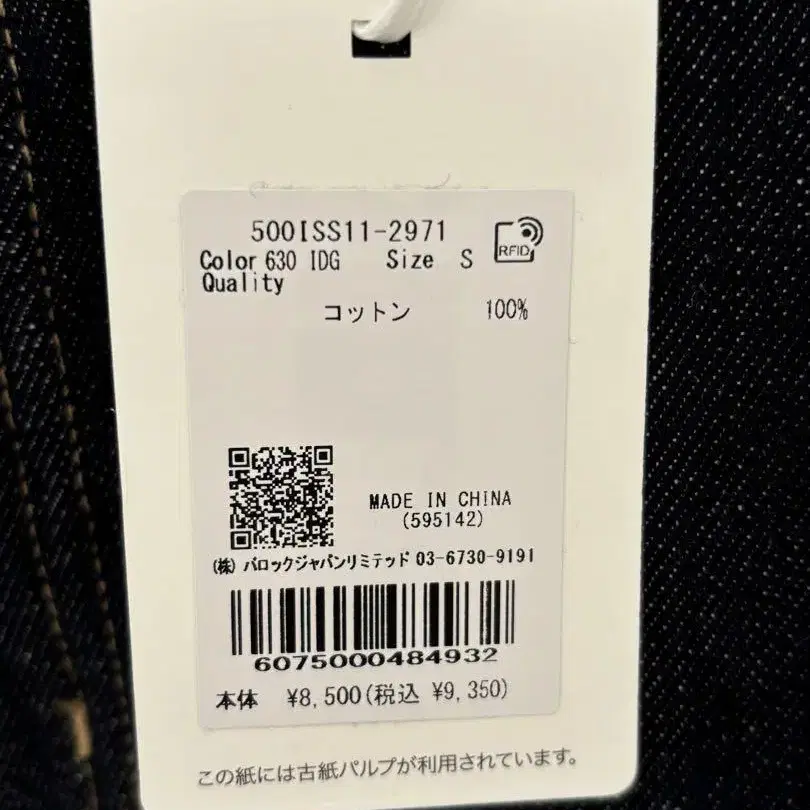 500ISS11-2971
RFID
Color 630 IDG Size S
Quality
コットン 100%
MADE IN CHINA
(595142)
(株) バロックジャパンリミテッド 03-6730-9191
6075000484932
本体 ¥8,500(税込 ¥9,350)
この紙には古紙パルプが利用されています。